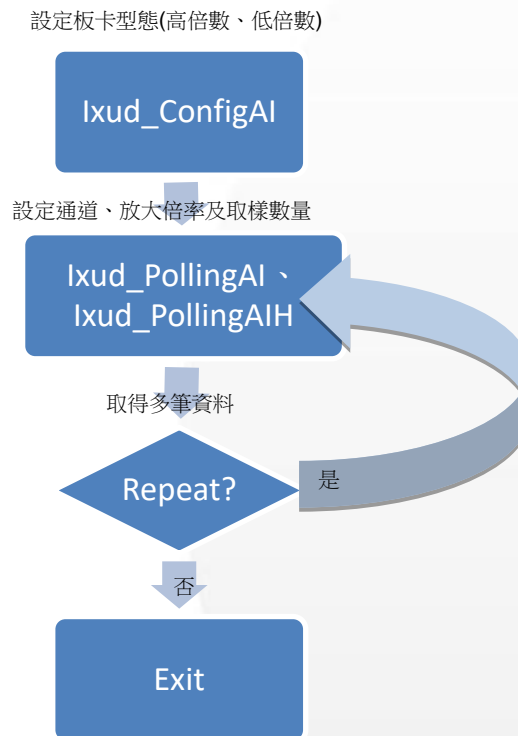 設定板卡型態(高倍數、低倍數)
Ixud_ConfigAI
設定通道、放大倍率及取樣數量
Ixud_PollingAI、
Ixud_PollingAIH
取得多筆資料
Repeat?
是
否
Exit